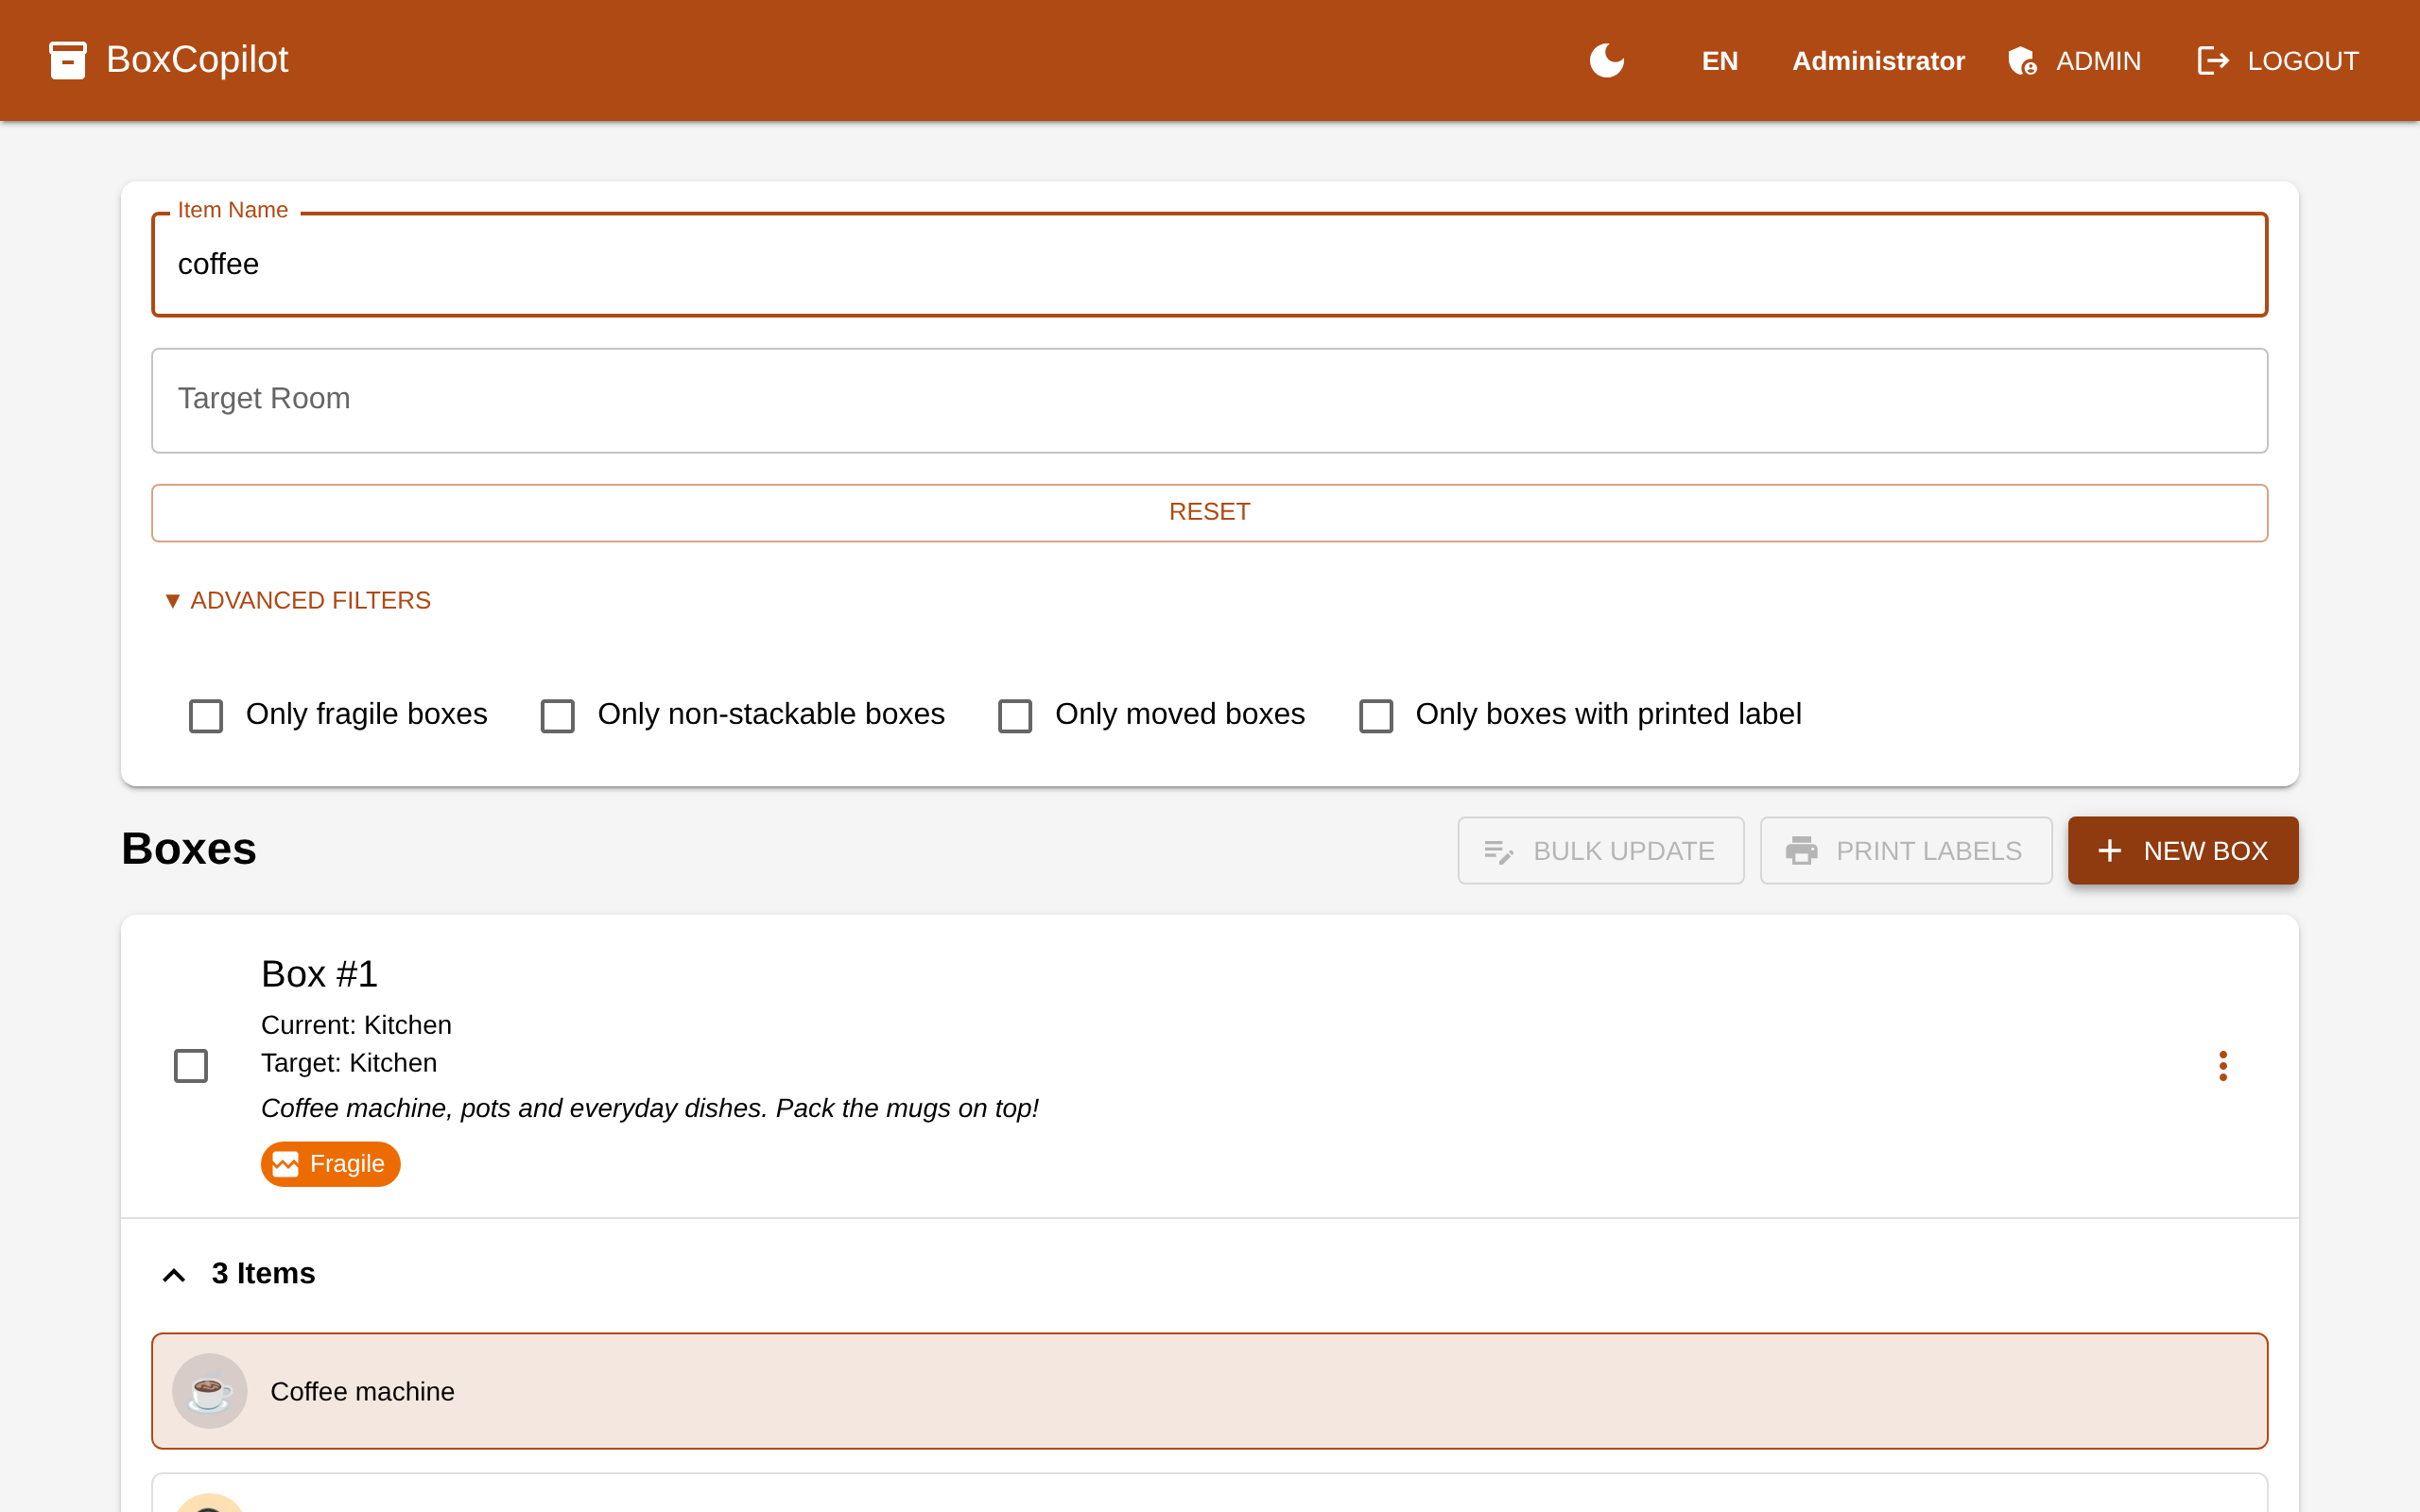 BoxCopilot
EN
Administrator
ADMIN
LOGOUT
Item Name
coffee
Target Room
RESET
▼ ADVANCED FILTERS
Only fragile boxes
Only non-stackable boxes
Only moved boxes
Only boxes with printed label
Boxes
BULK UPDATE
PRINT LABELS
NEW BOX
Box #1
Current: Kitchen
Target: Kitchen
Coffee machine, pots and everyday dishes. Pack the mugs on top!
Fragile
3 Items
Coffee machine